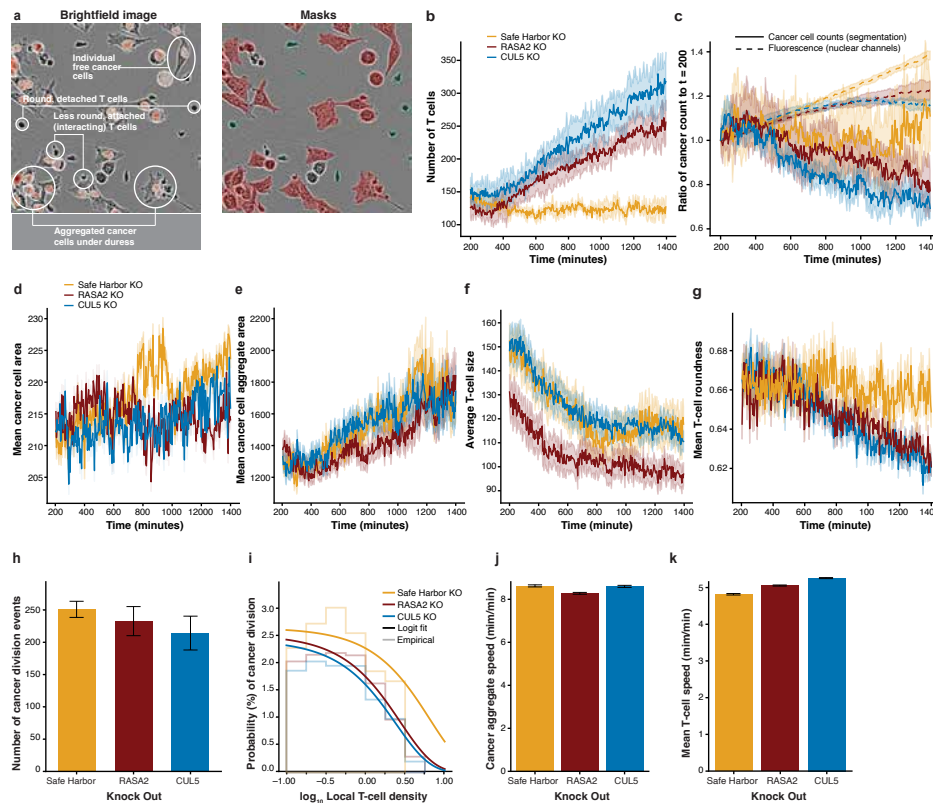 a
Brightfield image
Masks
Individual
free cancer
cells
Round, detached T cells
Less round, attached
(interacting) T cells
Aggregated cancer
cells under duress
b
Safe Harbor KO
RASA2 KO
CUL5 KO
Number of T cells
350
300
250
200
150
100
200 400 600 800 1000 1200 1400
Time (minutes)
c
Cancer cell counts (segmentation)
Fluorescence (nuclear channels)
Ratio of cancer count to t = 200
1.4
1.2
1.0
0.8
0.6
200 400 600 800 1000 1200 1400
Time (minutes)
d
Safe Harbor KO
RASA2 KO
CUL5 KO
Mean cancer cell area
230
225
220
215
210
205
200 400 600 800 1000 1200 1400
Time (minutes)
e
Mean cancer cell aggregate area
2200
2000
1800
1600
1400
1200
200 400 600 800 1000 1200 1400
Time (minutes)
f
Average T-cell size
160
150
140
130
120
110
100
90
200 400 600 800 1000 1200 1400
Time (minutes)
g
Mean T-cell roundness
0.68
0.66
0.64
0.62
200 400 600 800 1000 1200 1400
Time (minute)
h
Number of cancer division events
300
250
200
150
100
50
0
Safe Harbor RASA2 CUL5
Knock Out
i
Safe Harbor KO
RASA2 KO
CUL5 KO
Logit fit
Empirical
Probability (%) of cancer division
3.0
2.5
2.0
1.5
1.0
0.5
0.0
−1.00 −0.5 0.00 0.50 1.00
log₁₀ Local T-cell density
j
Cancer aggregate speed (mim/min)
8
6
4
2
0
Safe Harbor RASA2 CUL5
Knock Out
k
Mean T-cell speed (mim/min)
5
4
3
2
1
0
Safe Harbor RASA2 CUL5
Knock Out